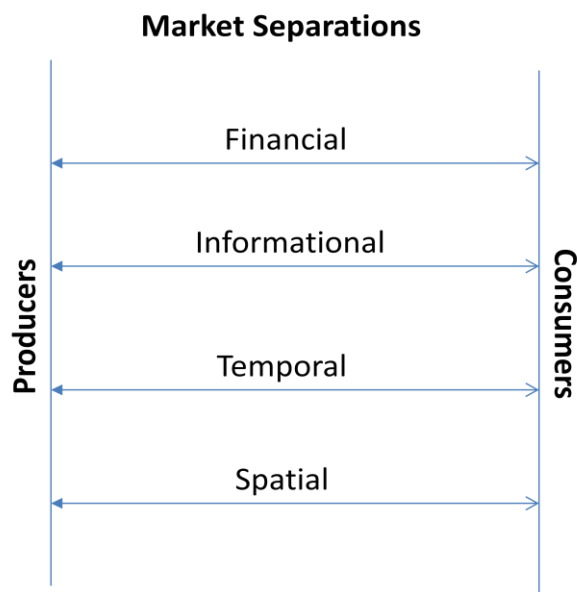 Market Separations
Financial
Informational
Producers
Consumers
Temporal
Spatial